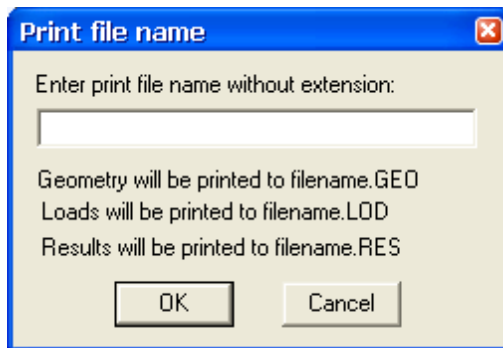 Print file name
Enter print file name without extension:
Geometry will be printed to filename.GEO
Loads will be printed to filename.LOD
Results will be printed to filename.RES
OK
Cancel